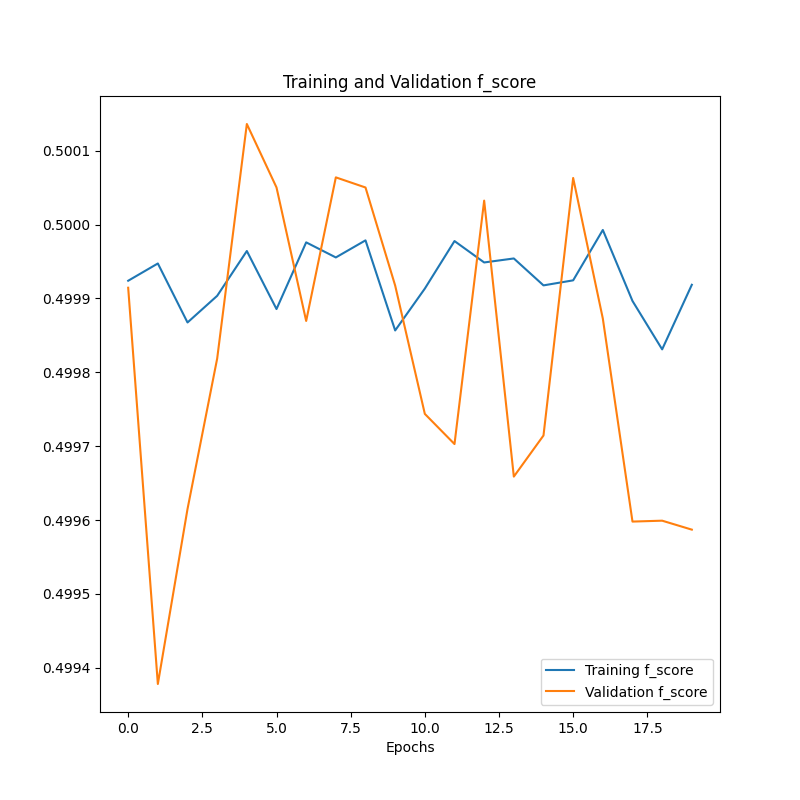 Training and Validation f_score
0.5001
0.5000
0.4999
0.4998
0.4997
0.4996
0.4995
0.4994
Training f_score
Validation f_score
0.0 2.5 5.0 7.5 10.0 12.5 15.0 17.5
Epochs